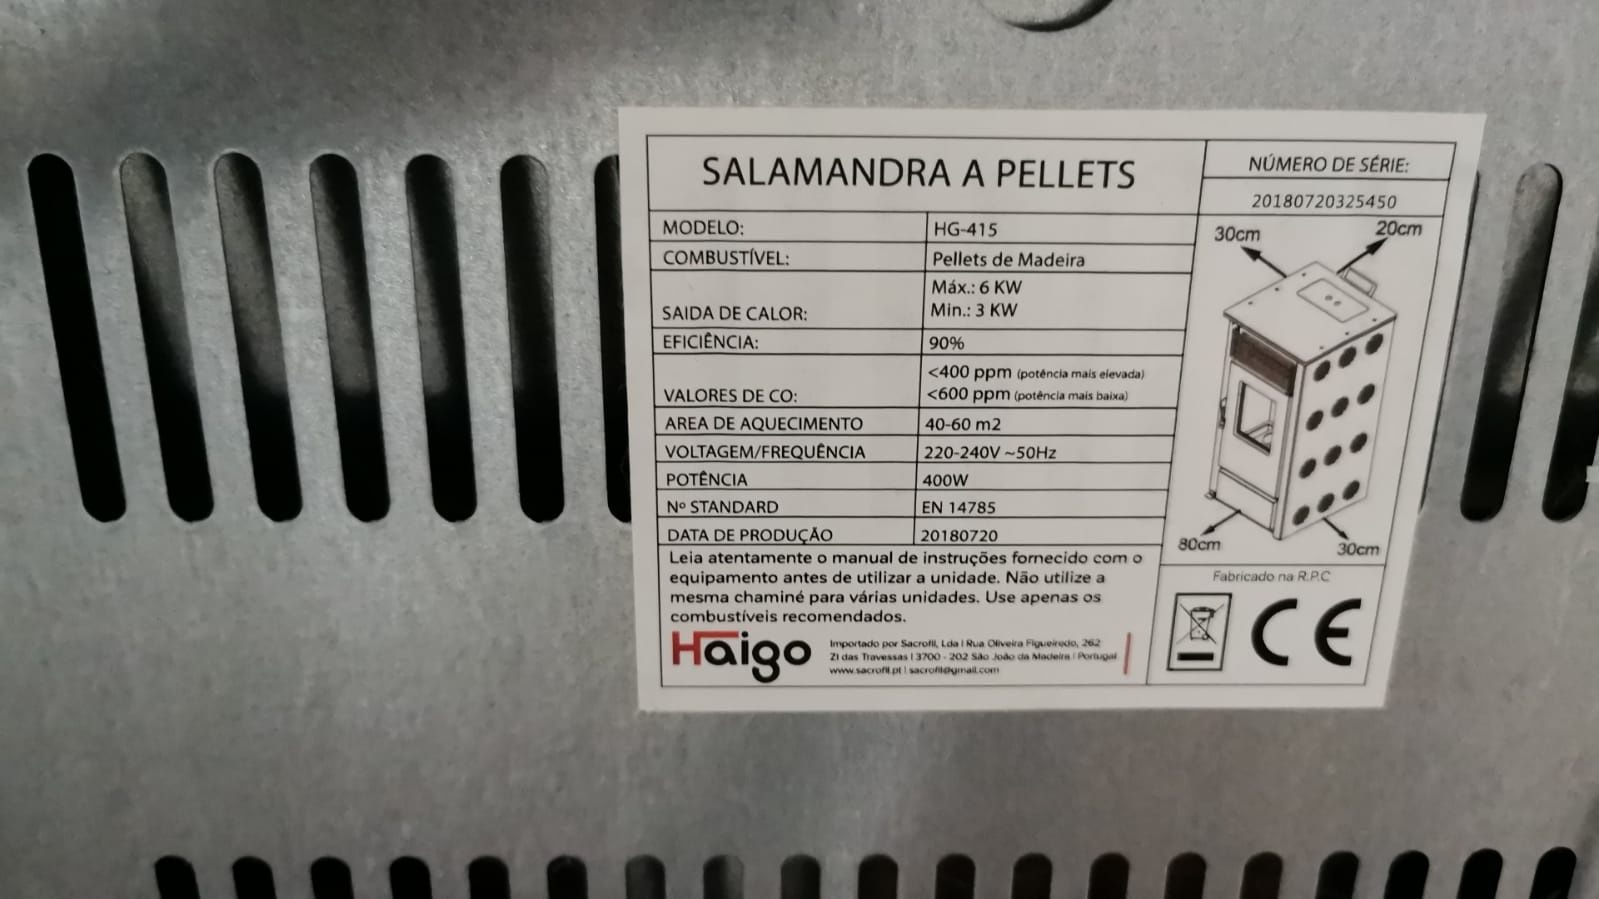 SALAMANDRA A PELLETS
MODELO: HG-415
COMBUSTÍVEL: Pellets de Madeira
SAIDA DE CALOR: Máx.: 6 KW
Min.: 3 KW
EFICIÊNCIA: 90%
VALORES DE CO: <400 ppm (potência mais elevada)
<600 ppm (potência mais baixa)
AREA DE AQUECIMENTO 40-60 m2
VOLTAGEM/FREQUÊNCIA 220-240V ~50Hz
POTÊNCIA 400W
Nº STANDARD EN 14785
DATA DE PRODUÇÃO 20180720
Leia atentamente o manual de instruções fornecido com o
equipamento antes de utilizar a unidade. Não utilize a
mesma chaminé para várias unidades. Use apenas os
combustíveis recomendados.
Haigo
Importado por Sacrofil, Lda | Rua Oliveira Figueiredo, 262
ZI das Travessas | 3700 - 202 São João da Madeira | Portugal
www.sacrofil.pt | sacrofil@gmail.com
NÚMERO DE SÉRIE:
20180720325450
30cm 20cm
80cm 30cm
Fabricado na R.P.C
CE